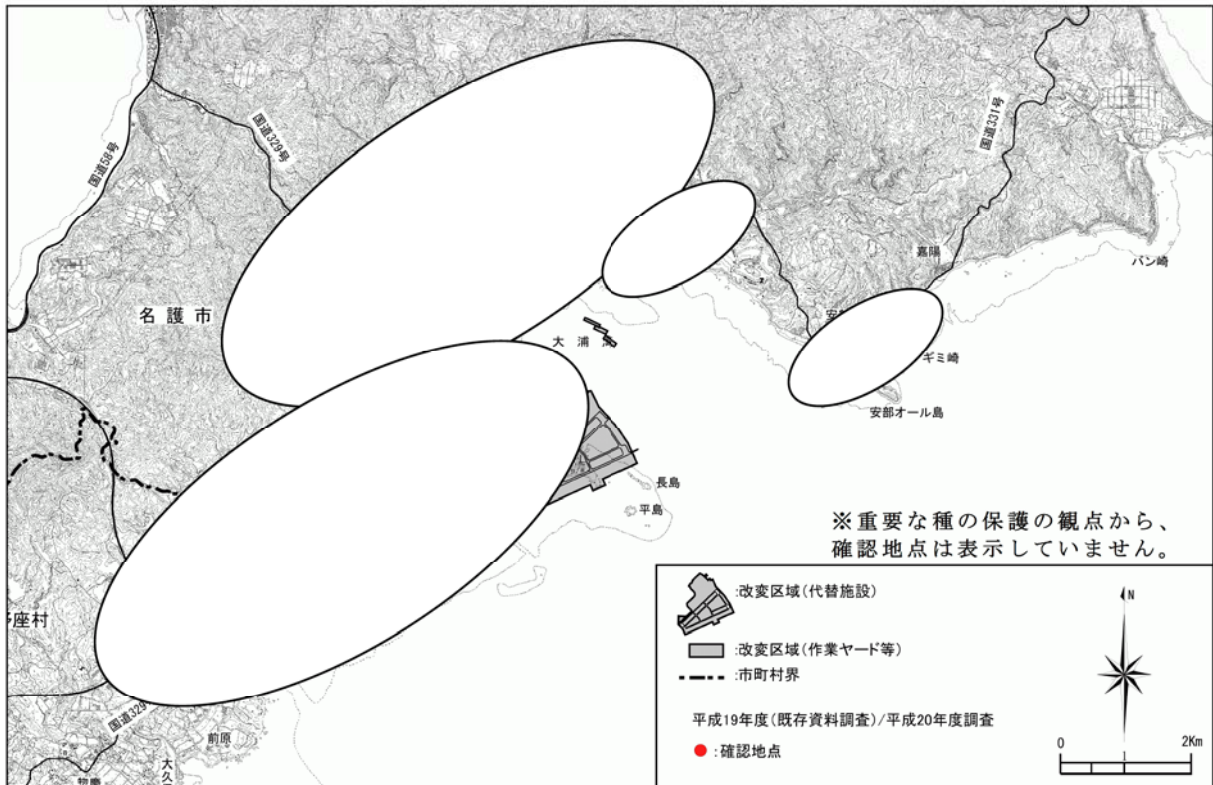 国道58号
国道329号
国道331号
嘉陽
バン崎
名護市
大浦
ギミ崎
安部オール島
長島
平島
※重要な種の保護の観点から、
確認地点は表示していません。
座村
国道329
前原
:改変区域(代替施設)
:改変区域(作業ヤード等)
:市町村界
平成19年度(既存資料調査)/平成20年度調査
:確認地点
N
0 1 2Km